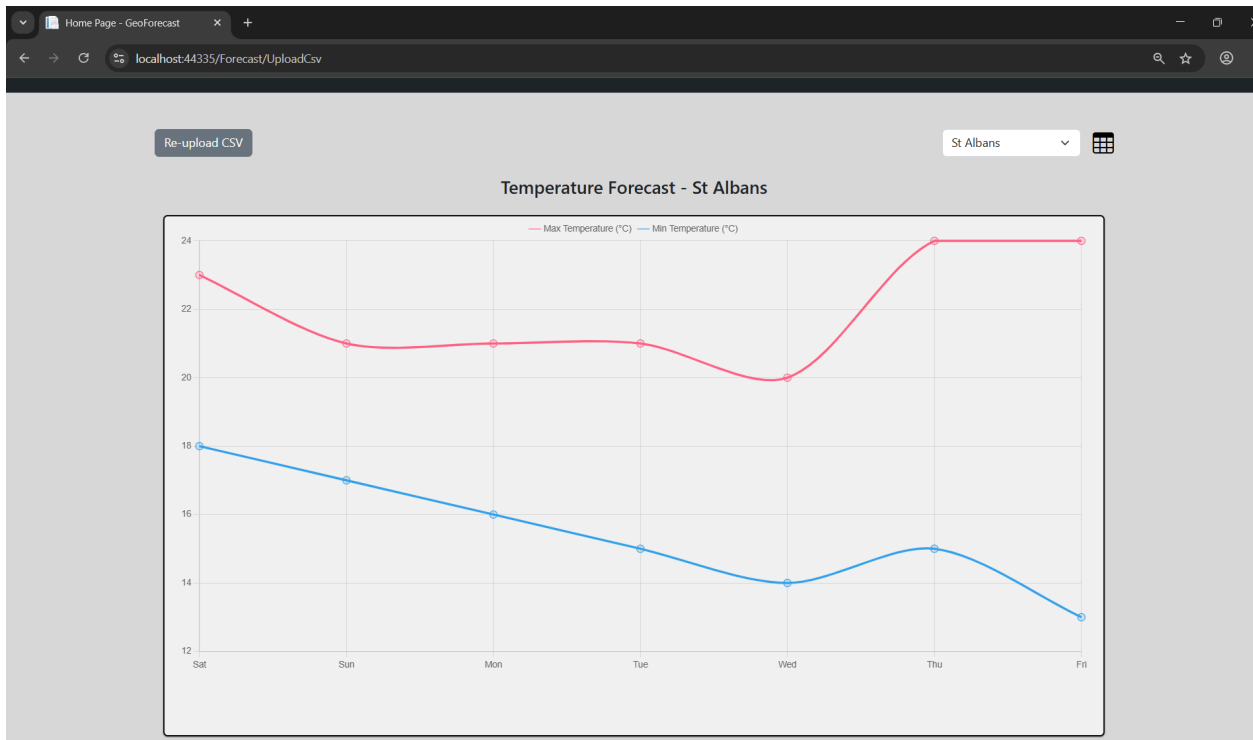 Home Page - GeoForecast
localhost:44335/Forecast/UploadCsv
Re-upload CSV
St Albans
Temperature Forecast - St Albans
Max Temperature (°C) Min Temperature (°C)
24
22
20
18
16
14
12
Sat Sun Mon Tue Wed Thu Fri